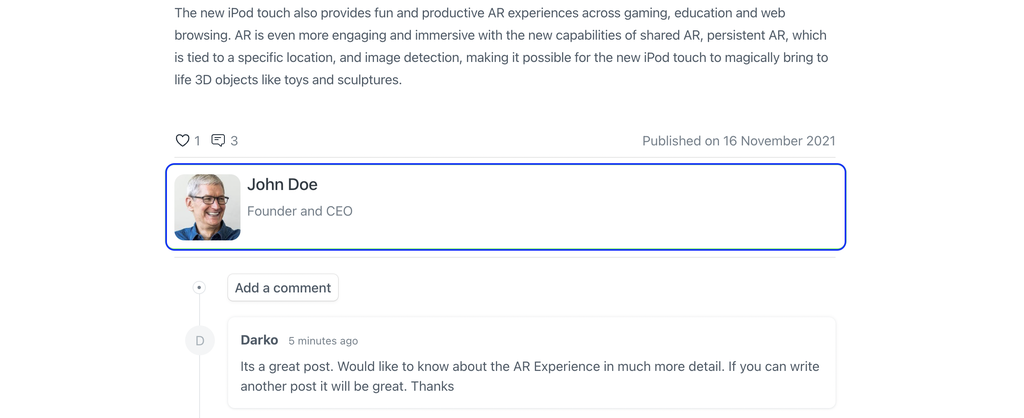 The new iPod touch also provides fun and productive AR experiences across gaming, education and web
browsing. AR is even more engaging and immersive with the new capabilities of shared AR, persistent AR, which
is tied to a specific location, and image detection, making it possible for the new iPod touch to magically bring to
life 3D objects like toys and sculptures.
1 3 Published on 16 November 2021
John Doe
Founder and CEO
Add a comment
D Darko 5 minutes ago
Its a great post. Would like to know about the AR Experience in much more detail. If you can write
another post it will be great. Thanks